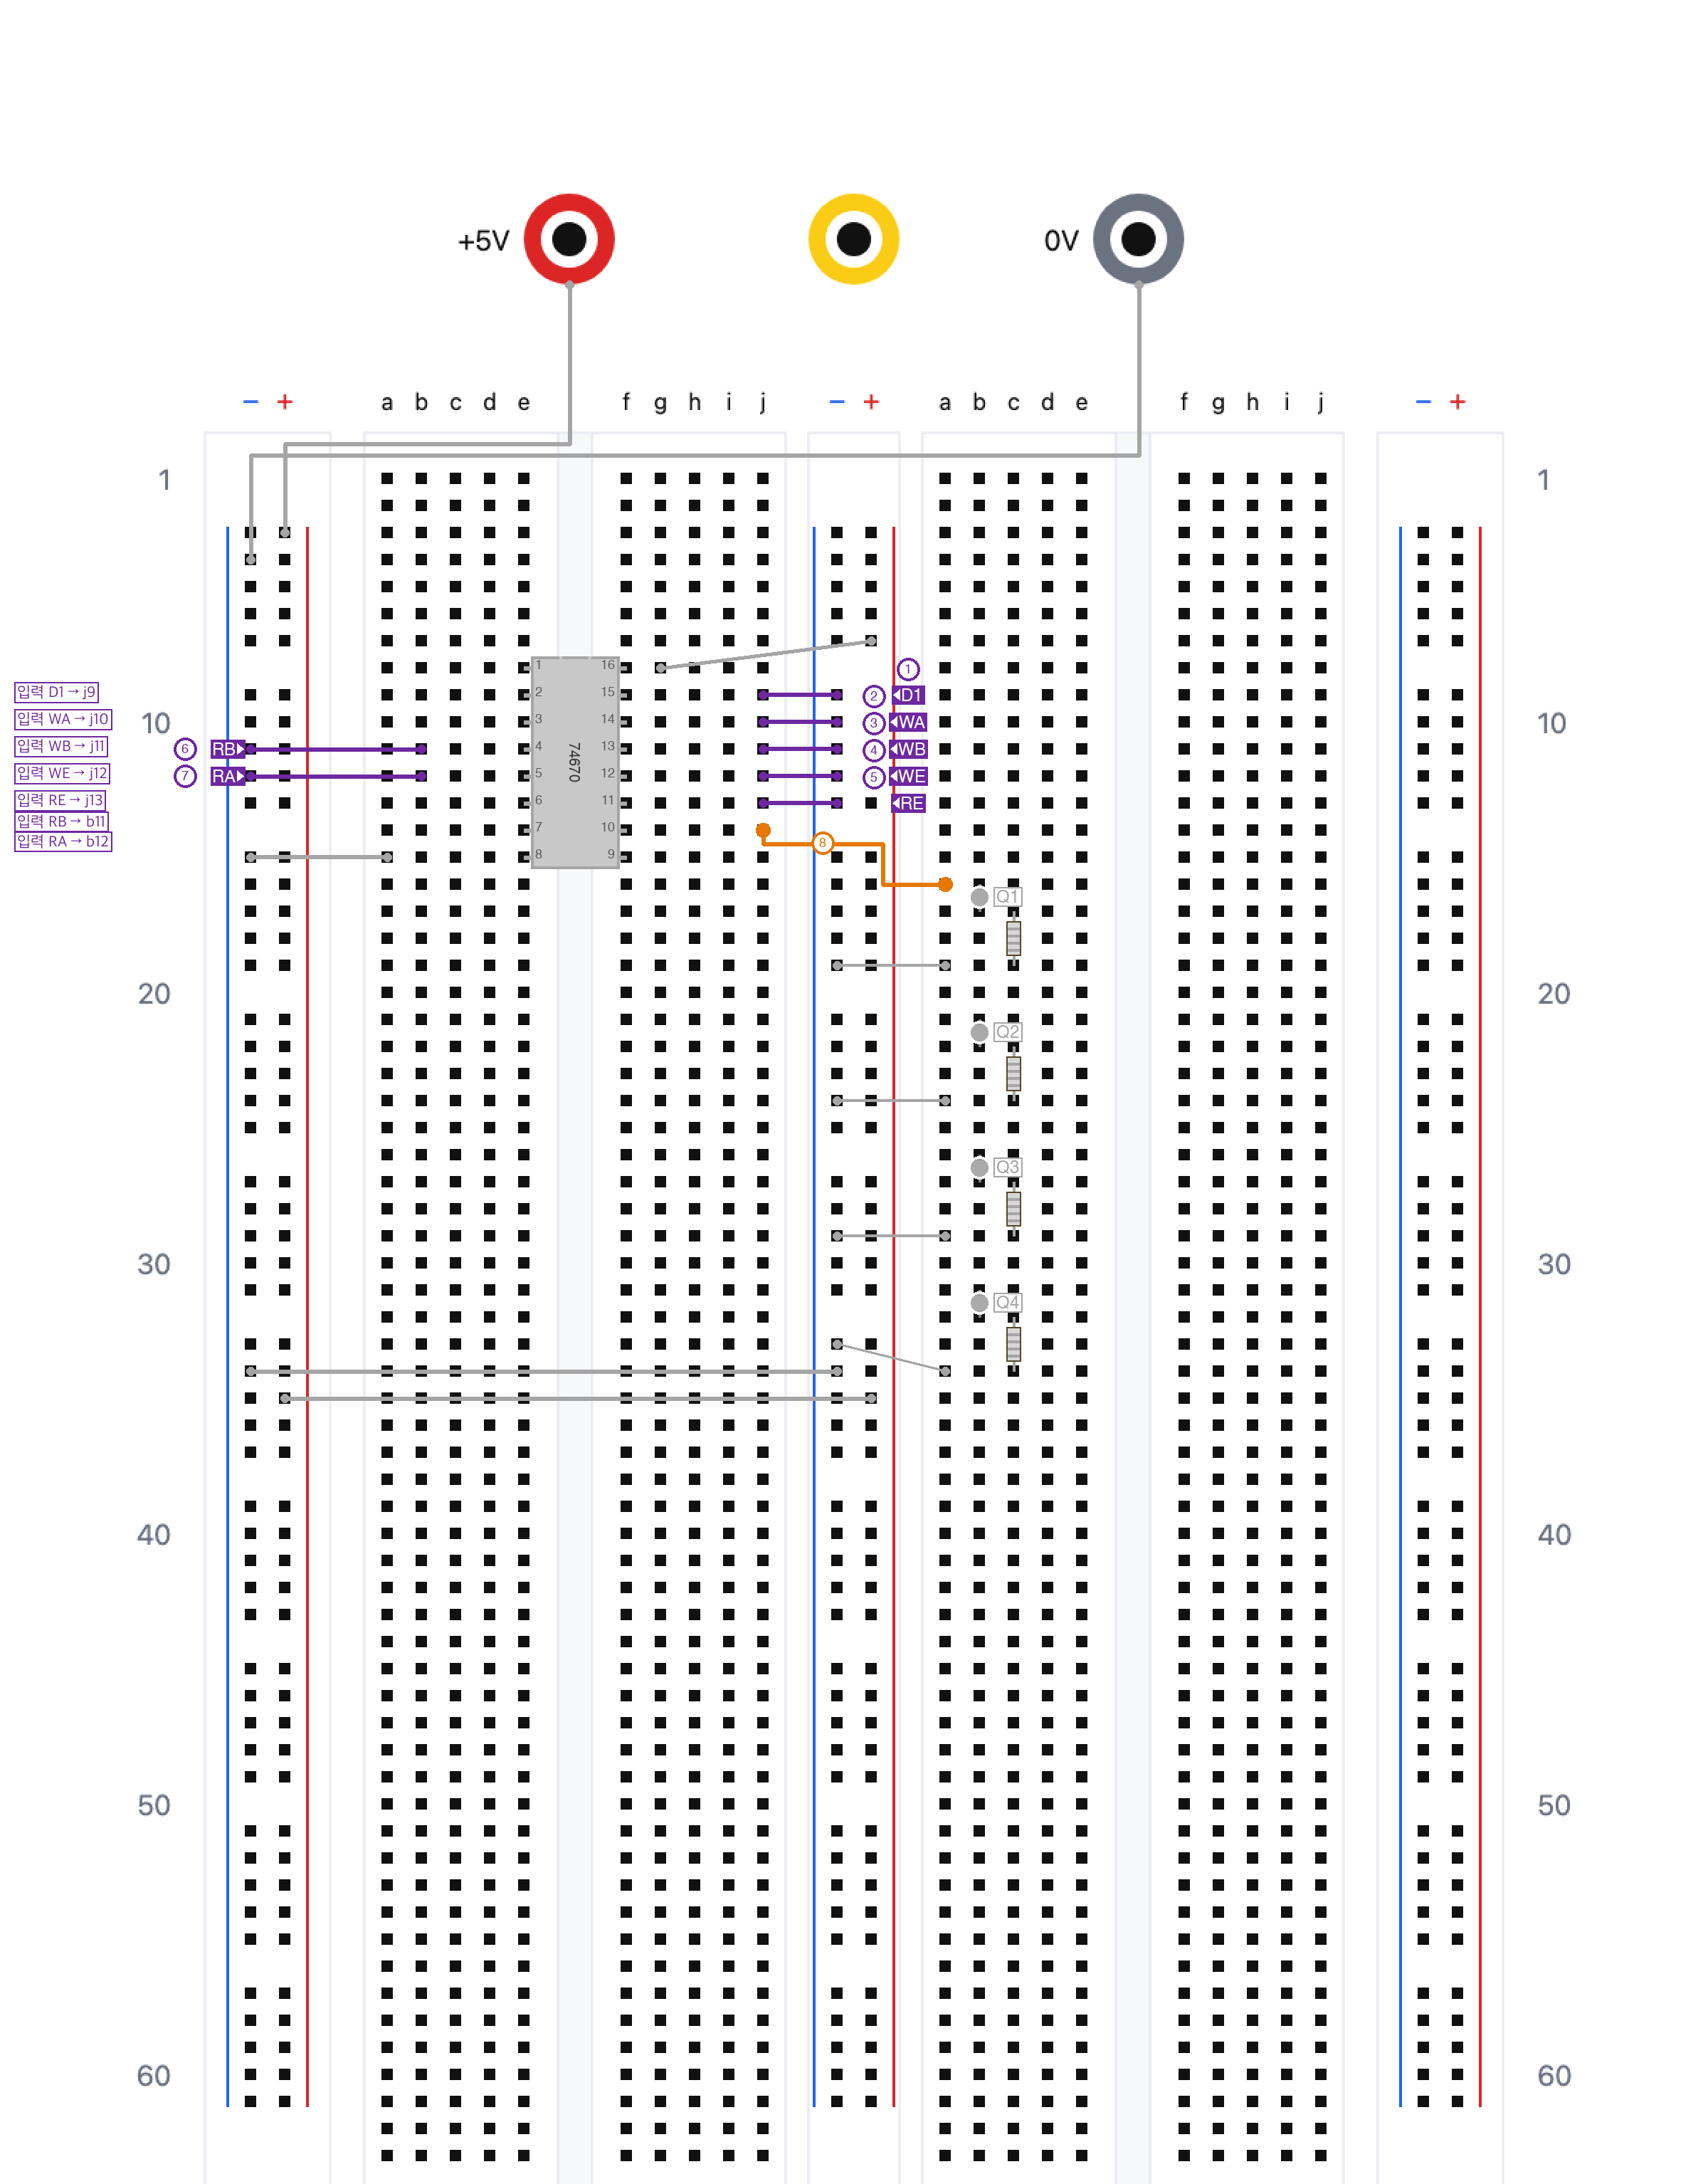 +5V
0V
− + a b c d e f g h i j − + a b c d e f g h i j − +
1 1
1 16
①
입력 D1 → j9 2 15 ② ◀D1
입력 WA → j10 10 3 14 ③ ◀WA 10
입력 WB → j11 ⑥ RB▶ 4 13 ④ ◀WB
입력 WE → j12 ⑦ RA▶ 5 12 ⑤ ◀WE
74670
입력 RE → j13 6 11 ◀RE
입력 RB → b11
입력 RA → b12 7 10
⑧
8 9
Q1
20 20
Q2
Q3
30 30
Q4
40 40
50 50
60 60